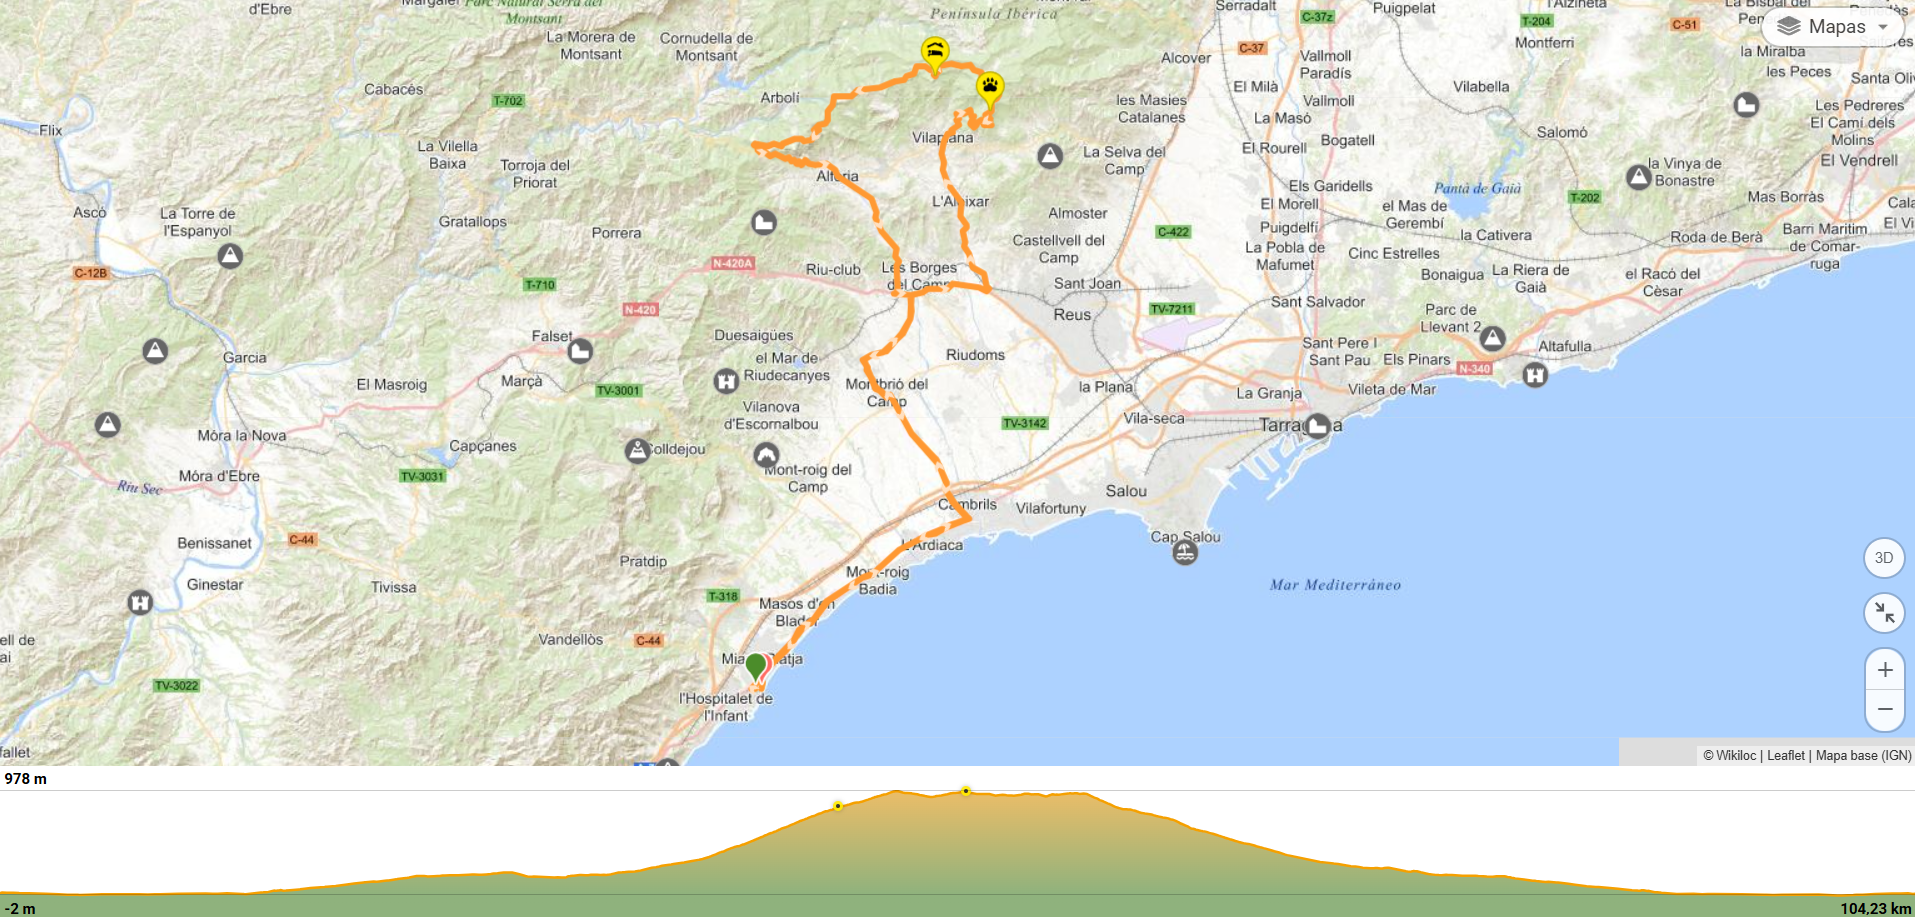 d'Ebre
Margalef
Parc Natural Serra del
Montsant
La Morera de
Montsant
Cornudella de
Montsant
Península Ibérica
Serradalt
C-37z
Puigpelat
l'Alzineta
T-204
Montferri
La Bisbal del
C-51
Mapas
la Miralba
les Peces
Santa Oli
Les Pedreres
El Camí dels
Molins
El Vendrell
C-37
Alcover
Vallmoll
Paradís
El Milà
Vallmoll
Vilabella
La Masó
Bogatell
Salomó
El Rourell
les Masies
Catalanes
La Selva del
Camp
Cabacés
T-702
Arbolí
Flix
La Vilella
Baixa
Torroja del
Priorat
Vilaplana
Alforja
L'Aleixar
Els Garidells
El Morell
Puigdelfí
La Pobla de
Mafumet
el Mas de
Gerembí
Pantà de Gaià
la Vinya de
Bonastre
T-202
Mas Borràs
Cala
El Vi
Ascó
La Torre de
l'Espanyol
Gratallops
Porrera
Almoster
Castellvell del
Camp
C-422
Cinc Estrelles
la Cativera
Roda de Berà
Barri Maritim
de Comar-
ruga
C-12B
N-420A
Riu-club
Les Borges
del Camp
T-710
N-420
Sant Joan
Reus
TV-7211
Bonaigua
La Riera de
Gaià
el Racó del
Cèsar
Sant Salvador
Parc de
Llevant 2
Altafulla
Falset
Duesaigües
el Mar de
Riudecanyes
Riudoms
Sant Pere I
Sant Pau
Els Pinars
N-340
Garcia
El Masroig
Marçà
TV-3001
Montbrió del
Camp
la Plana
La Granja
Vileta de Mar
Vilanova
d'Escornalbou
TV-3142
Vila-seca
Tarragona
Móra la Nova
Capçanes
Colldejou
Móra d'Ebre
TV-3031
Riu Sec
Mont-roig del
Camp
Cambrils
Vilafortuny
Salou
Cap Salou
L'Ardiaca
Benissanet
C-44
Pratdip
Mont-roig
Badia
Mar Mediterráneo
3D
Ginestar
Tivissa
T-318
Masos d'en
Blader
ell de
ai
Vandellòs
C-44
Miami Platja
TV-3022
l'Hospitalet de
l'Infant
fallet
+
−
© Wikiloc | Leaflet | Mapa base (IGN)
978 m
-2 m
104,23 km